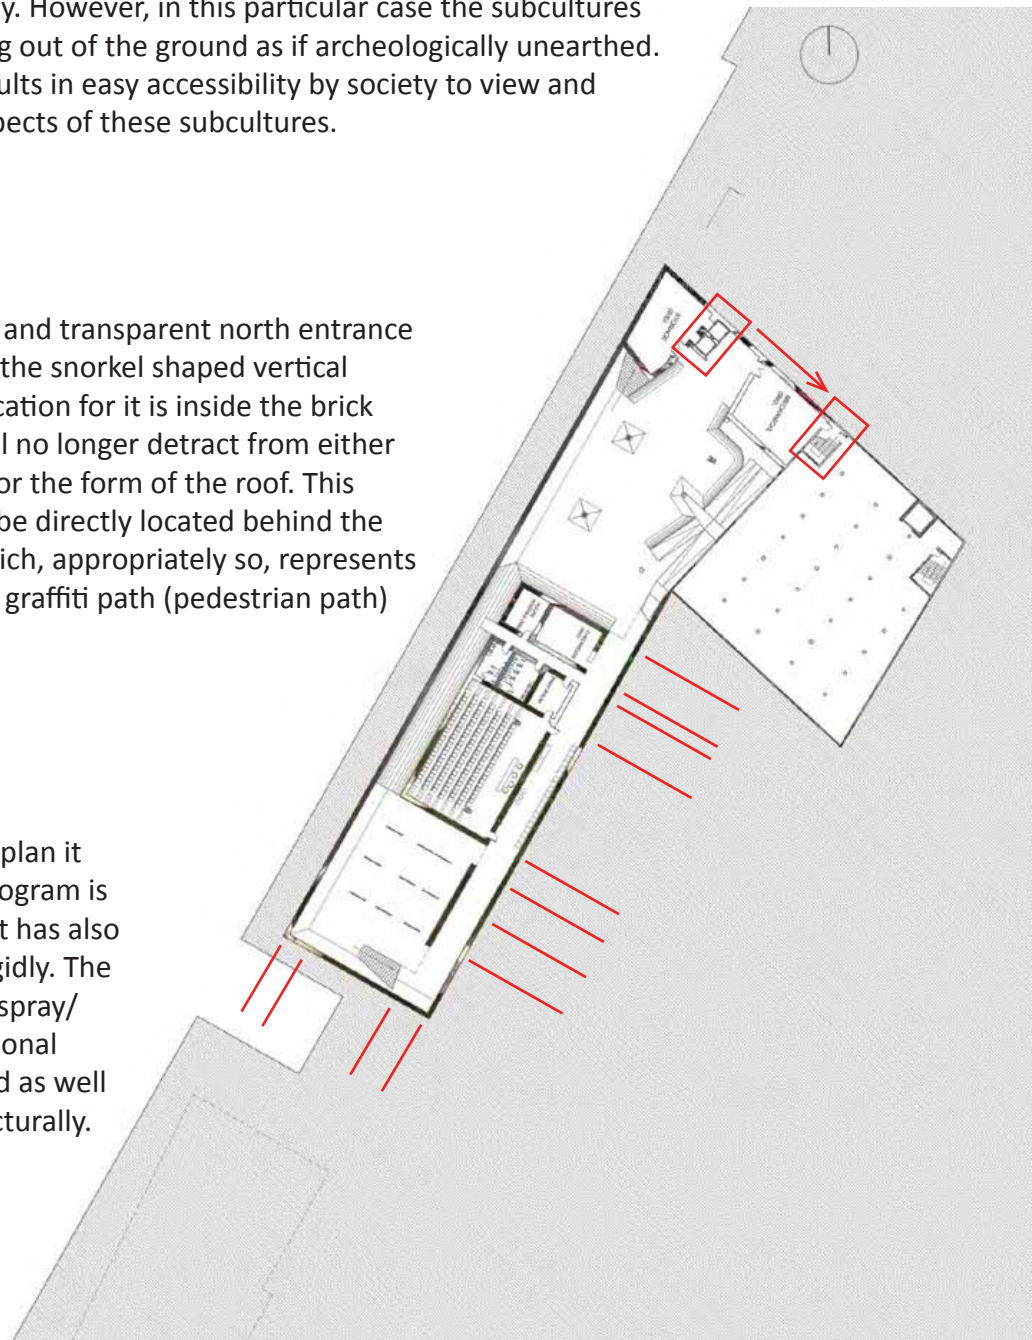 ty. However, in this particular case the subcultures
g out of the ground as if archeologically unearthed.
ults in easy accessibility by society to view and
pects of these subcultures.
and transparent north entrance
the snorkel shaped vertical
cation for it is inside the brick
l no longer detract from either
or the form of the roof. This
be directly located behind the
ich, appropriately so, represents
graffiti path (pedestrian path)
plan it
ogram is
t has also
gidly. The
spray/
onal
d as well
cturally.
STORAGE
MECHANICAL